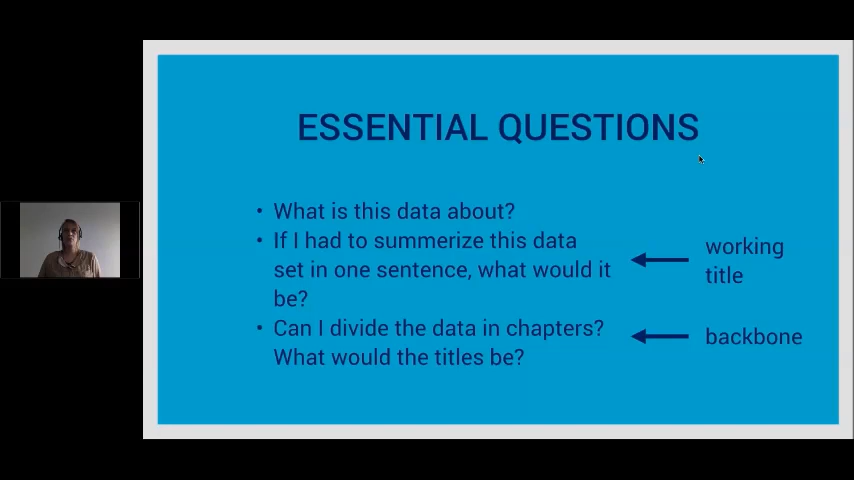 ESSENTIAL QUESTIONS
• What is this data about?
• If I had to summerize this data
set in one sentence, what would it
be?
• Can I divide the data in chapters?
What would the titles be?
working
title
backbone